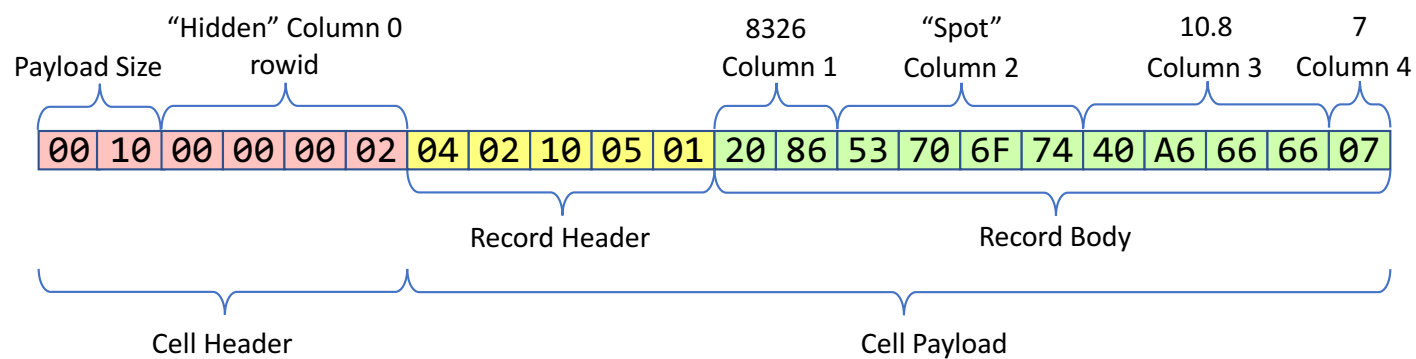 “Hidden” Column 0
rowid
Payload Size
8326
Column 1
“Spot”
Column 2
10.8
Column 3
7
Column 4
00 10 00 00 00 02 04 02 10 05 01 20 86 53 70 6F 74 40 A6 66 66 07
Record Header
Record Body
Cell Header
Cell Payload